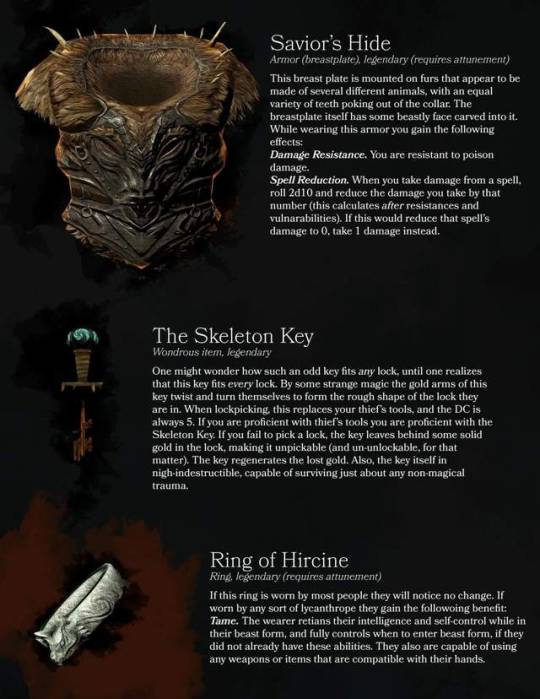 Savior's Hide
Armor (breastplate), legendary (requires attunement)
This breast plate is mounted on furs that appear to be
made of several different animals, with an equal
variety of teeth poking out of the collar. The
breastplate itself has some beastly face carved into it.
While wearing this armor you gain the following
effects:
Damage Resistance. You are resistant to poison
damage.
Spell Reduction. When you take damage from a spell,
roll 2d10 and reduce the damage you take by that
number (this calculates after resistances and
vulnarabilities). If this would reduce that spell's
damage to 0, take 1 damage instead.
The Skeleton Key
Wondrous item, legendary
One might wonder how such an odd key fits any lock, until one realizes
that this key fits every lock. By some strange magic the gold arms of this
key twist and turn themselves to form the rough shape of the lock they
are in. When lockpicking, this replaces your thief's tools, and the DC is
always 5. If you are proficient with thief's tools you are proficient with the
Skeleton Key. If you fail to pick a lock, the key leaves behind some solid
gold in the lock, making it unpickable (and un-unlockable, for that
matter). The key regenerates the lost gold. Also, the key itself in
nigh-indestructible, capable of surviving just about any non-magical
trauma.
Ring of Hircine
Ring, legendary (requires attunement)
If this ring is worn by most people they will notice no change. If
worn by any sort of lycanthrope they gain the followoing benefit:
Tame. The wearer retians their intelligence and self-control while in
their beast form, and fully controls when to enter beast form, if they
did not already have these abilities. They also are capable of using
any weapons or items that are compatible with their hands.